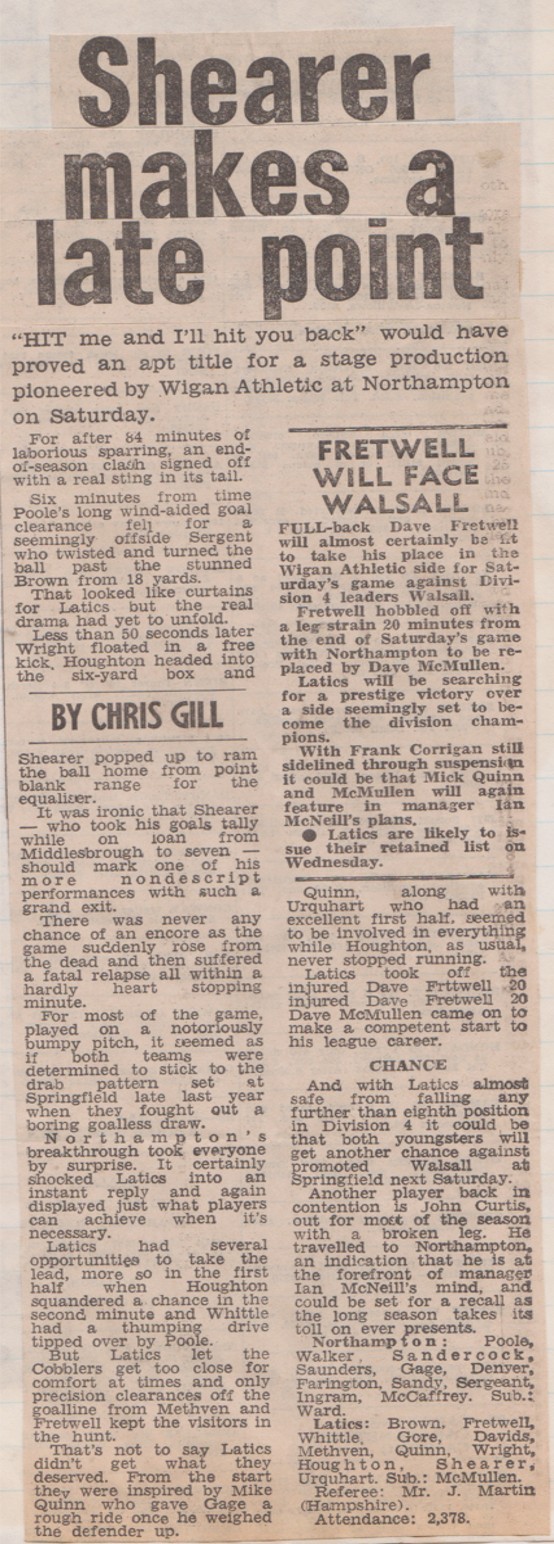 Shearer
makes a
late point
"HIT me and I'll hit you back" would have
proved an apt title for a stage production
pioneered by Wigan Athletic at Northampton
on Saturday.
For after 84 minutes of
laborious sparring, an end-
of-season clash signed off
with a real sting in its tail.
Six minutes from time
Poole's long wind-aided goal
clearance fell for a
seemingly offside Sergent
who twisted and turned the
ball past the stunned
Brown from 18 yards.
That looked like curtains
for Latics but the real
drama had yet to unfold.
Less than 50 seconds later
Wright floated in a free
kick, Houghton headed into
the six-yard box and
BY CHRIS GILL
Shearer popped up to ram
the ball home from point
blank range for the
equaliser.
It was ironic that Shearer
— who took his goals tally
while on loan from
Middlesbrough to seven —
should mark one of his
more nondescript
performances with such a
grand exit.
There was never any
chance of an encore as the
game suddenly rose from
the dead and then suffered
a fatal relapse all within a
hardly heart stopping
minute.
For most of the game,
played on a notoriously
bumpy pitch, it seemed as
if both teams were
determined to stick to the
drab pattern set at
Springfield late last year
when they fought out a
boring goalless draw.
Northampton's
breakthrough took everyone
by surprise. It certainly
shocked Latics into an
instant reply and again
displayed just what players
can achieve when it's
necessary.
Latics had several
opportunities to take the
lead, more so in the first
half when Houghton
squandered a chance in the
second minute and Whittle
had a thumping drive
tipped over by Poole.
But Latics let the
Cobblers get too close for
comfort at times and only
precision clearances off the
goalline from Methven and
Fretwell kept the visitors in
the hunt.
That's not to say Latics
didn't get what they
deserved. From the start
they were inspired by Mike
Quinn who gave Gage a
rough ride once he weighed
the defender up.
FRETWELL
WILL FACE
WALSALL
FULL-back Dave Fretwell
will almost certainly be fit
to take his place in the
Wigan Athletic side for Sat-
urday's game against Divi-
sion 4 leaders Walsall.
Fretwell hobbled off with
a leg strain 20 minutes from
the end of Saturday's game
with Northampton to be re-
placed by Dave McMullen.
Latics will be searching
for a prestige victory over
a side seemingly set to be-
come the division cham-
pions.
With Frank Corrigan still
sidelined through suspension
it could be that Mick Quinn
and McMullen will again
feature in manager Ian
McNeill's plans.
● Latics are likely to is-
sue their retained list on
Wednesday.
Quinn, along with
Urquhart who had an
excellent first half, seemed
to be involved in everything
while Houghton, as usual,
never stopped running.
Latics took off the
injured Dave Frttwell 20
injured Dave Fretwell 20
Dave McMullen came on to
make a competent start to
his league career.
CHANCE
And with Latics almost
safe from falling any
further than eighth position
in Division 4 it could be
that both youngsters will
get another chance against
promoted Walsall at
Springfield next Saturday.
Another player back in
contention is John Curtis,
out for most of the season
with a broken leg. He
travelled to Northampton,
an indication that he is at
the forefront of manager
Ian McNeill's mind, and
could be set for a recall as
the long season takes its
toll on ever presents.
Northampton: Poole,
Walker, Sandercock,
Saunders, Gage, Denyer,
Farington, Sandy, Sergeant,
Ingram, McCaffrey. Sub.:
Ward.
Latics: Brown, Fretwell,
Whittle, Gore, Davids,
Methven, Quinn, Wright,
Houghton, Shearer,
Urquhart. Sub.: McMullen.
Referee: Mr. J. Martin
(Hampshire).
Attendance: 2,378.